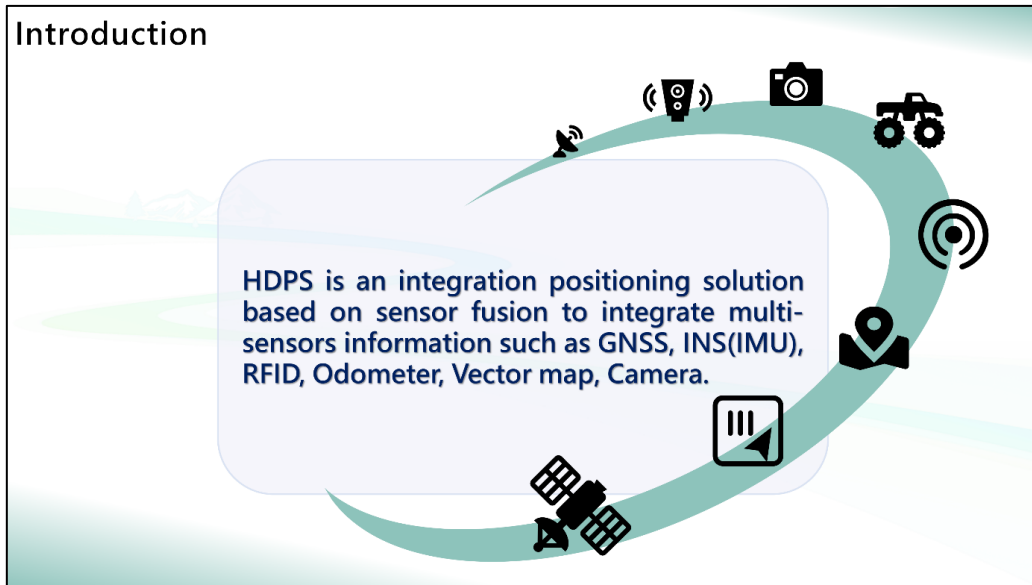 Introduction
HDPS is an integration positioning solution
based on sensor fusion to integrate multi-
sensors information such as GNSS, INS(IMU),
RFID, Odometer, Vector map, Camera.